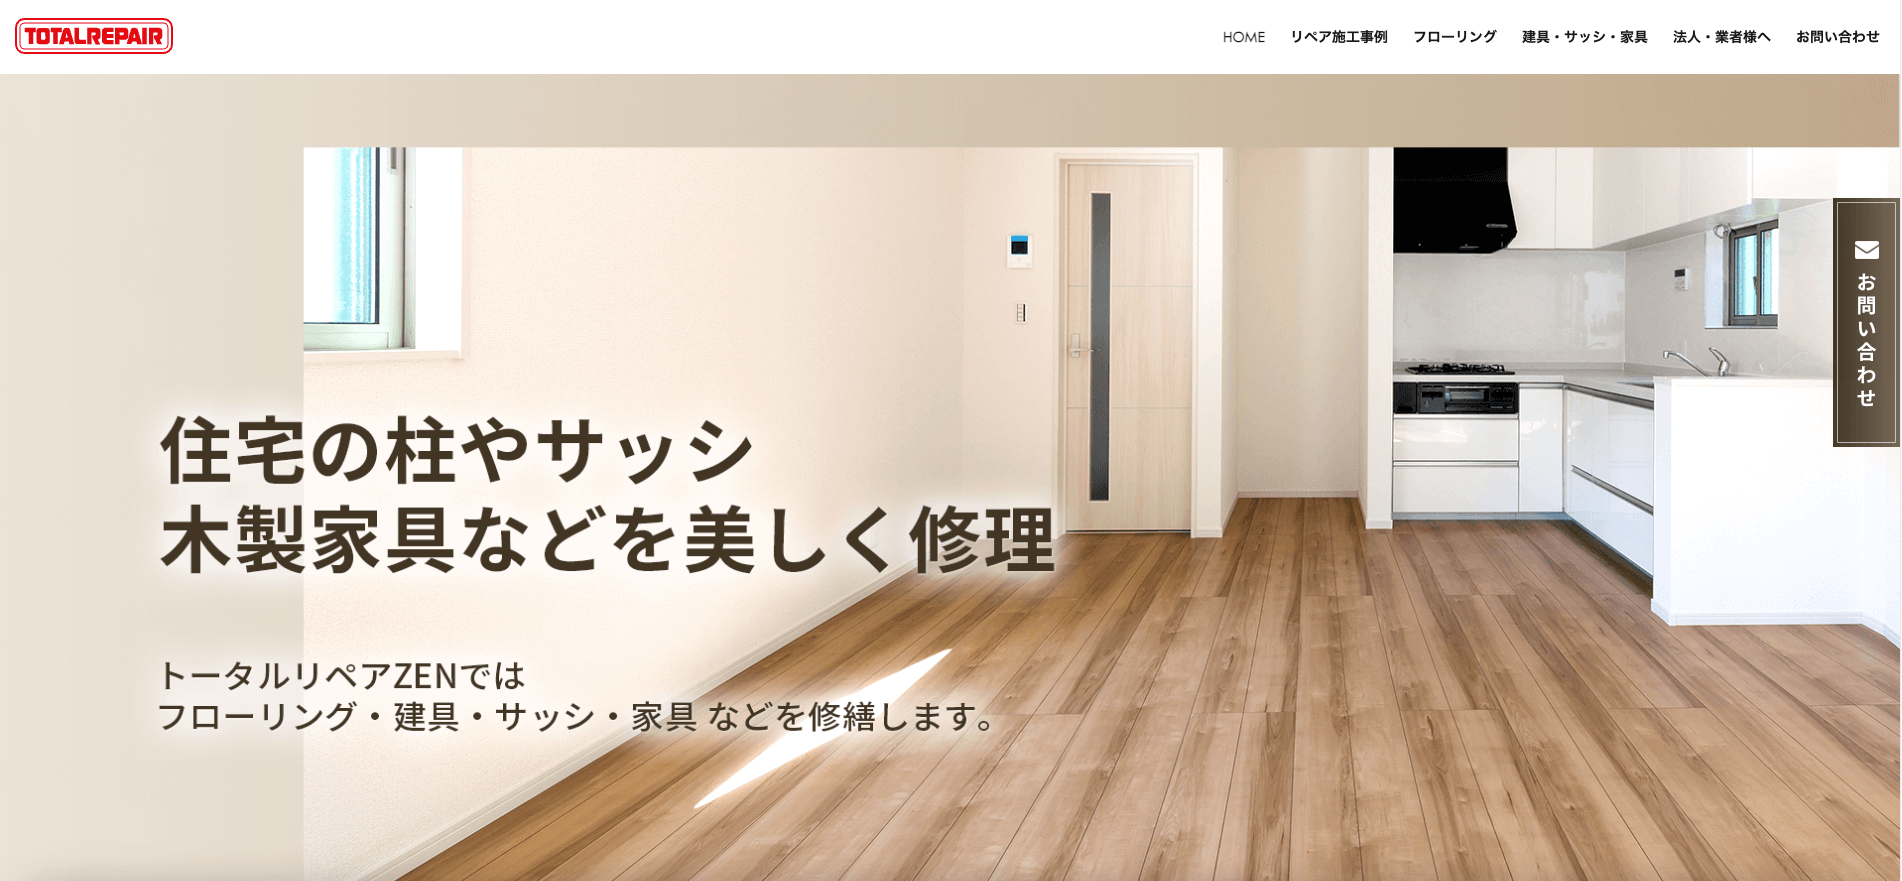 TOTALREPAIR
HOME リペア施工事例 フローリング 建具・サッシ・家具 法人・業者様へ お問い合わせ
お問い合わせ
住宅の柱やサッシ
木製家具などを美しく修理
トータルリペアZENでは
フローリング・建具・サッシ・家具 などを修繕します。